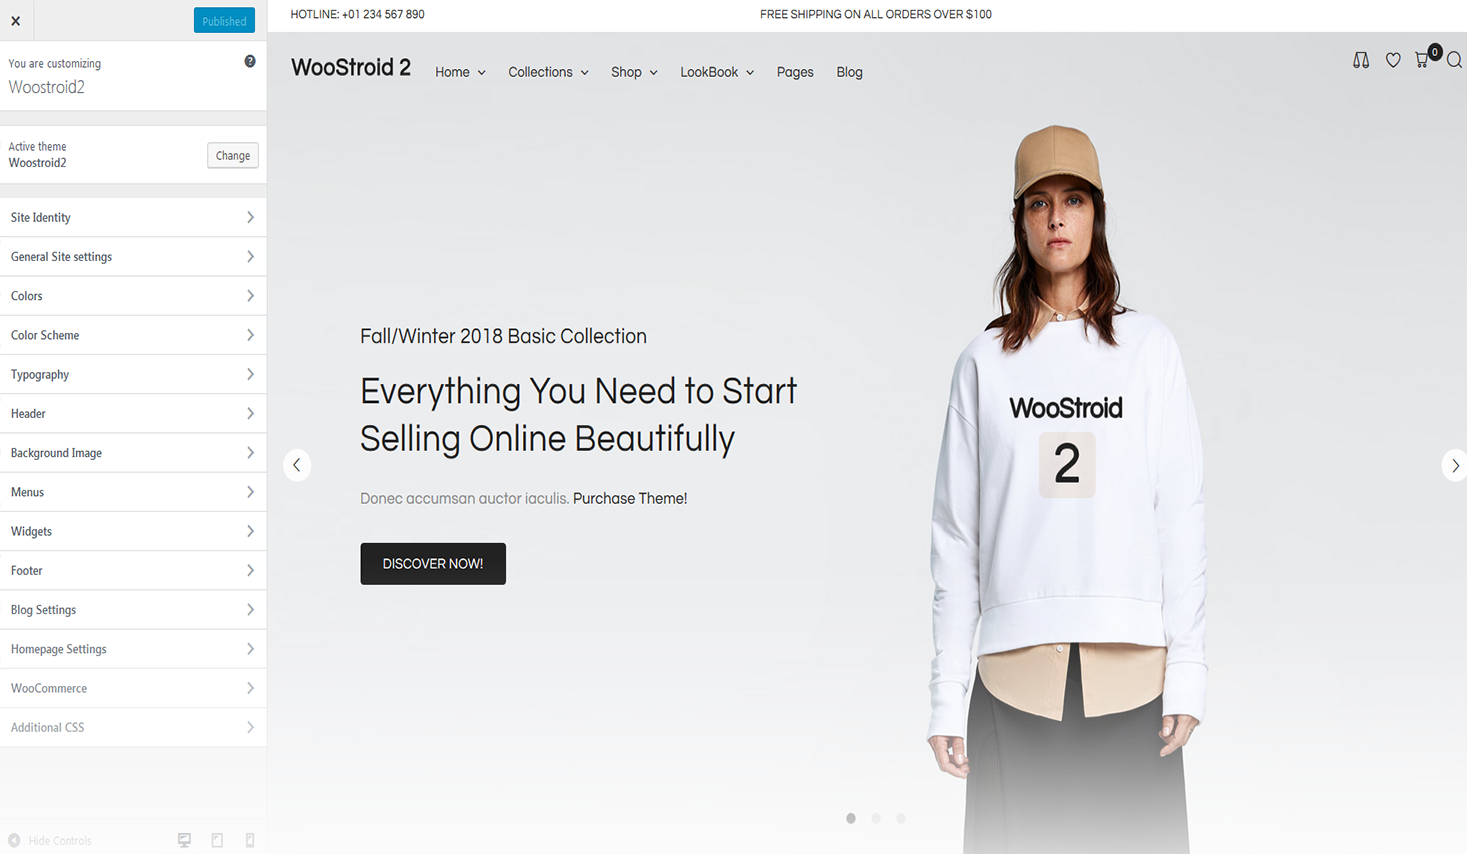 Published
HOTLINE: +01 234 567 890
FREE SHIPPING ON ALL ORDERS OVER $100
You are customizing
Woostroid2
?
WooStroid 2
Home
Collections
Shop
LookBook
Pages
Blog
0
Active theme
Woostroid2
Change
Site Identity
General Site settings
Colors
Color Scheme
Typography
Header
Background Image
Menus
Widgets
Footer
Blog Settings
Homepage Settings
WooCommerce
Additional CSS
Hide Controls
Fall/Winter 2018 Basic Collection
Everything You Need to Start
Selling Online Beautifully
Donec accumsan auctor iaculis. Purchase Theme!
DISCOVER NOW!
WooStroid
2